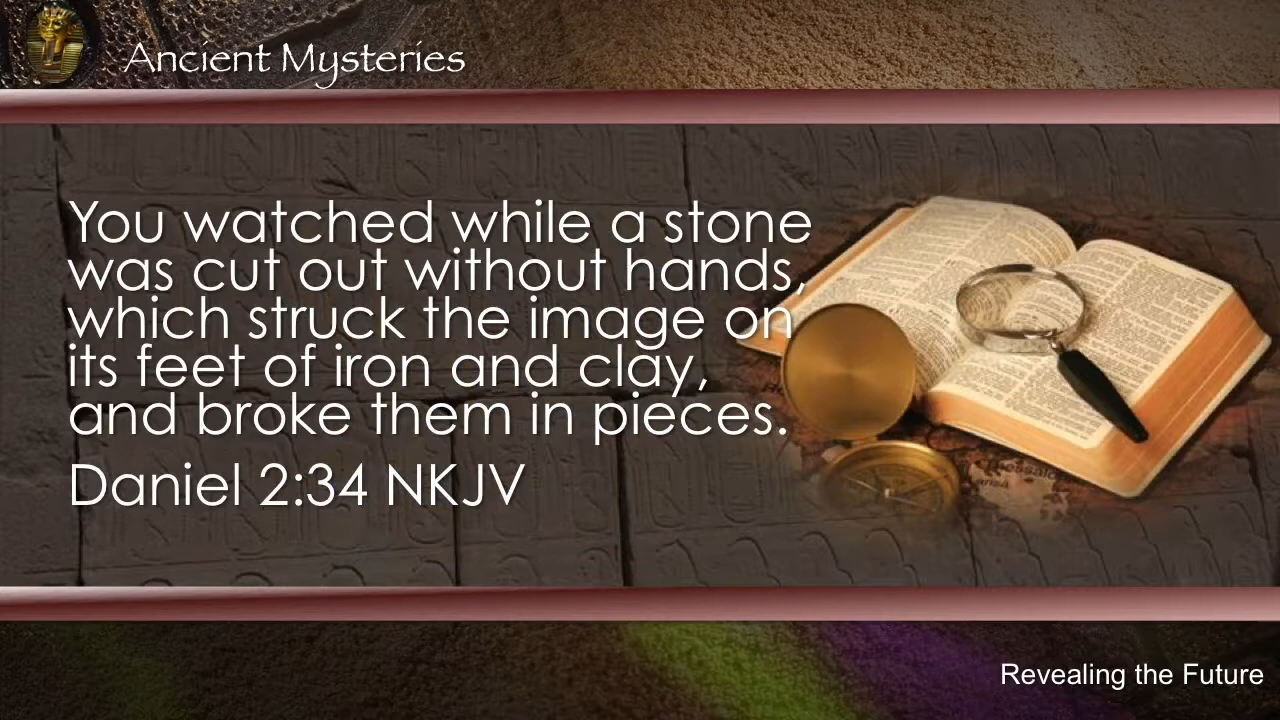 Ancient Mysteries
You watched while a stone
was cut out without hands,
which struck the image on
its feet of iron and clay,
and broke them in pieces.
Daniel 2:34 NKJV
Revealing the Future